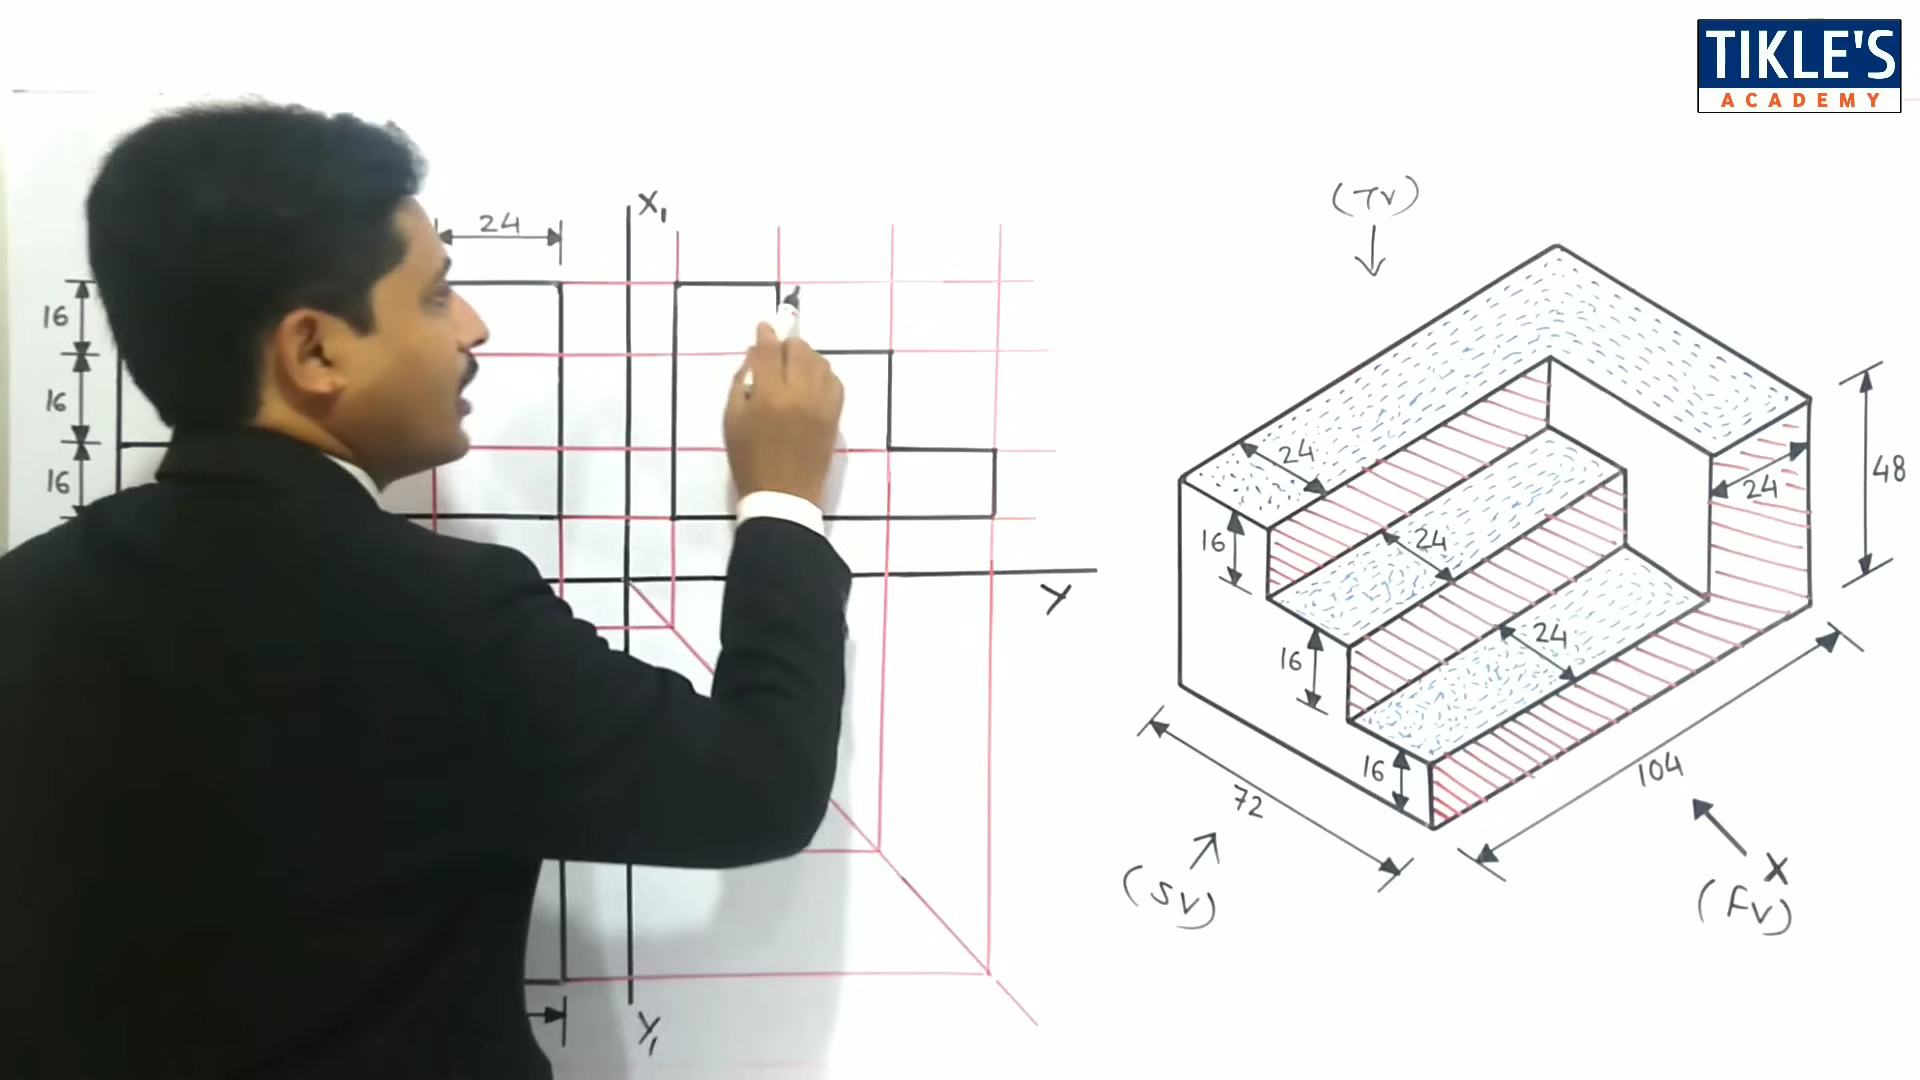 TIKLE'S
ACADEMY
X₁
24
16
16
16
Y
Y₁
(TV)
24
24
24
24
16
16
16
48
72
104
X
(SV)
(FV)